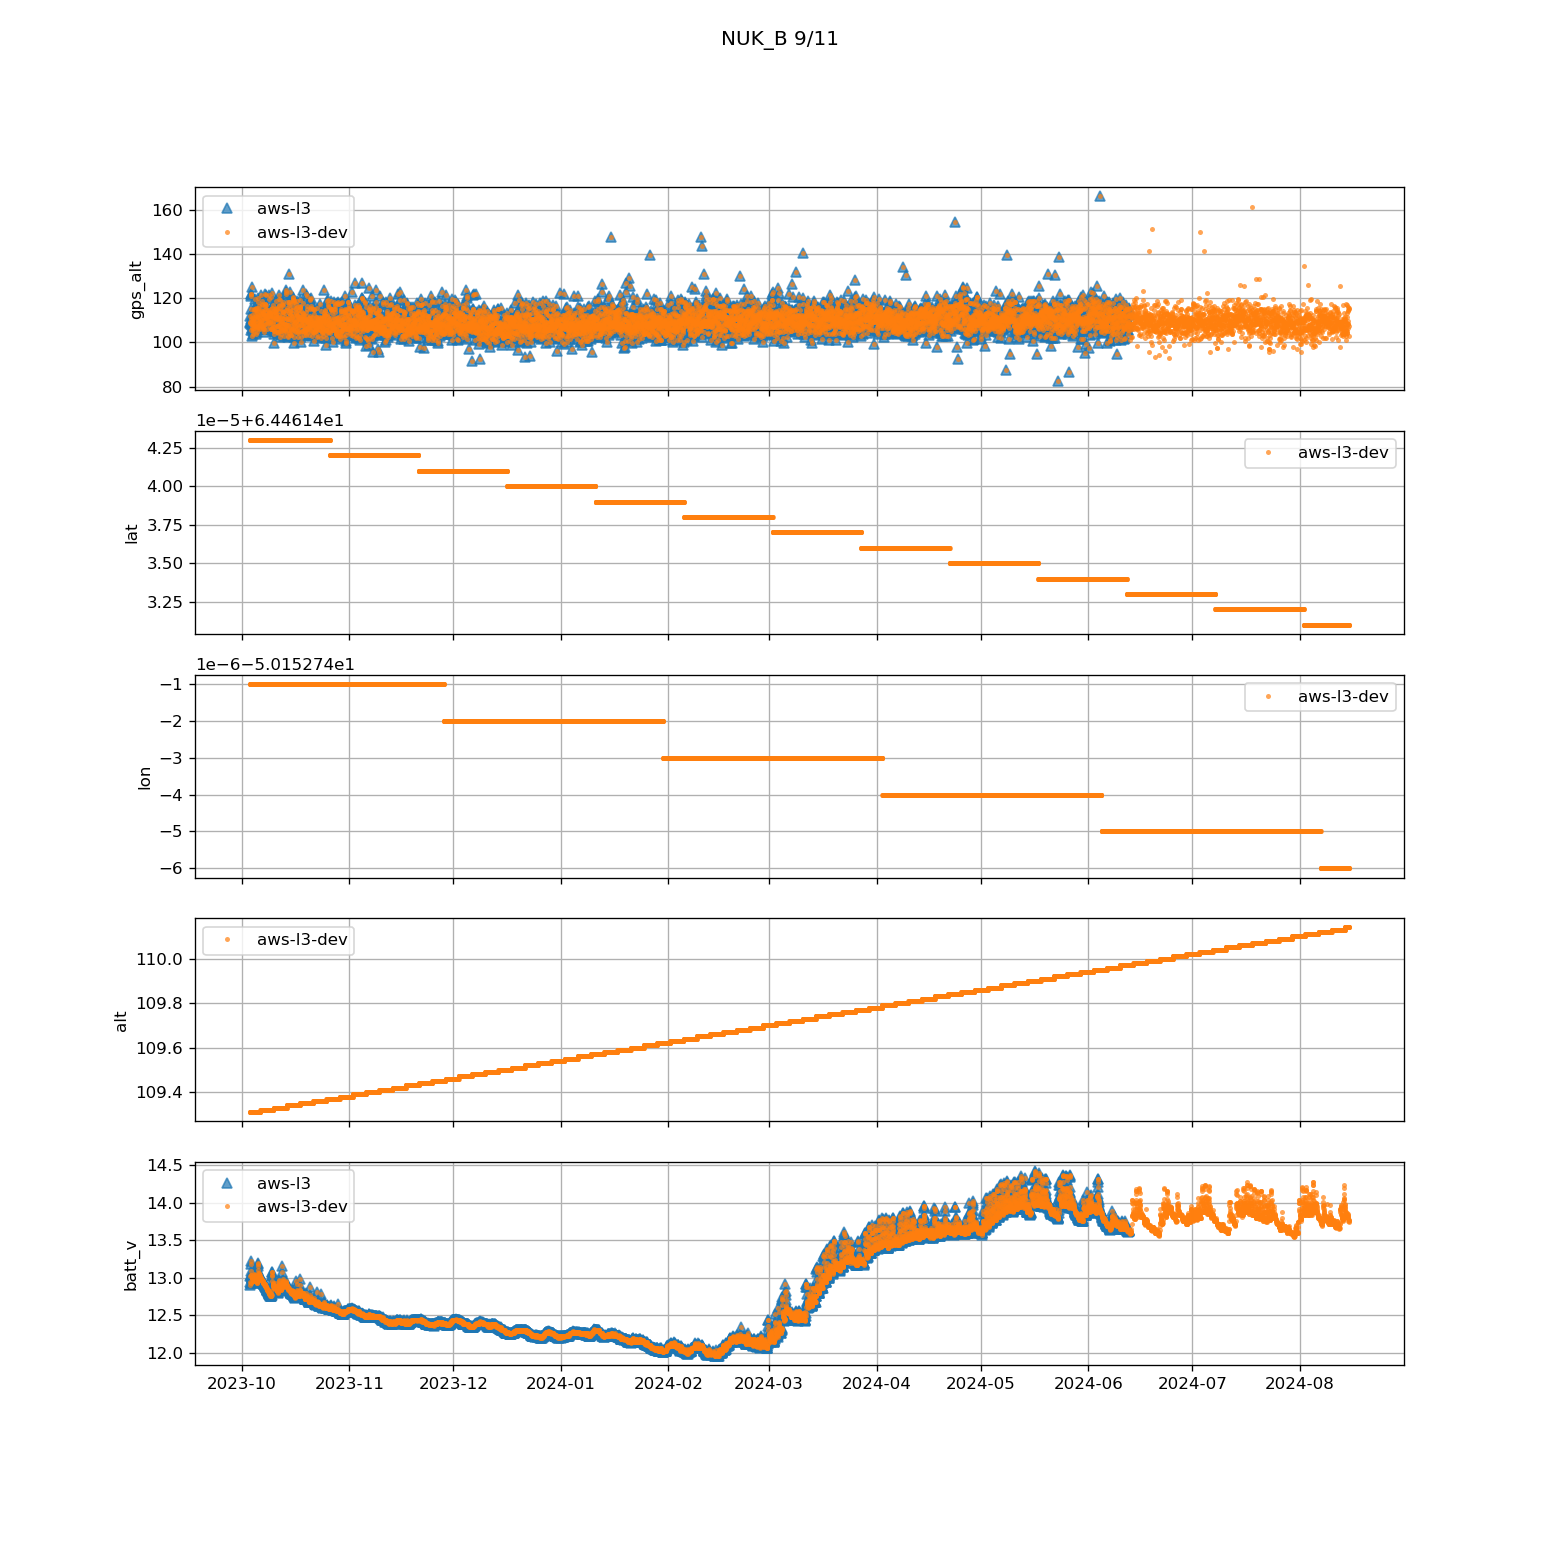 NUK_B 9/11
160
140
120
100
80
gps_alt
aws-l3
aws-l3-dev
1e−5+6.44614e1
4.25
4.00
3.75
3.50
3.25
lat
aws-l3-dev
1e−6−5.015274e1
−1
−2
−3
−4
−5
−6
lon
aws-l3-dev
110.0
109.8
109.6
109.4
alt
aws-l3-dev
14.5
14.0
13.5
13.0
12.5
12.0
batt_v
aws-l3
aws-l3-dev
2023-10 2023-11 2023-12 2024-01 2024-02 2024-03 2024-04 2024-05 2024-06 2024-07 2024-08